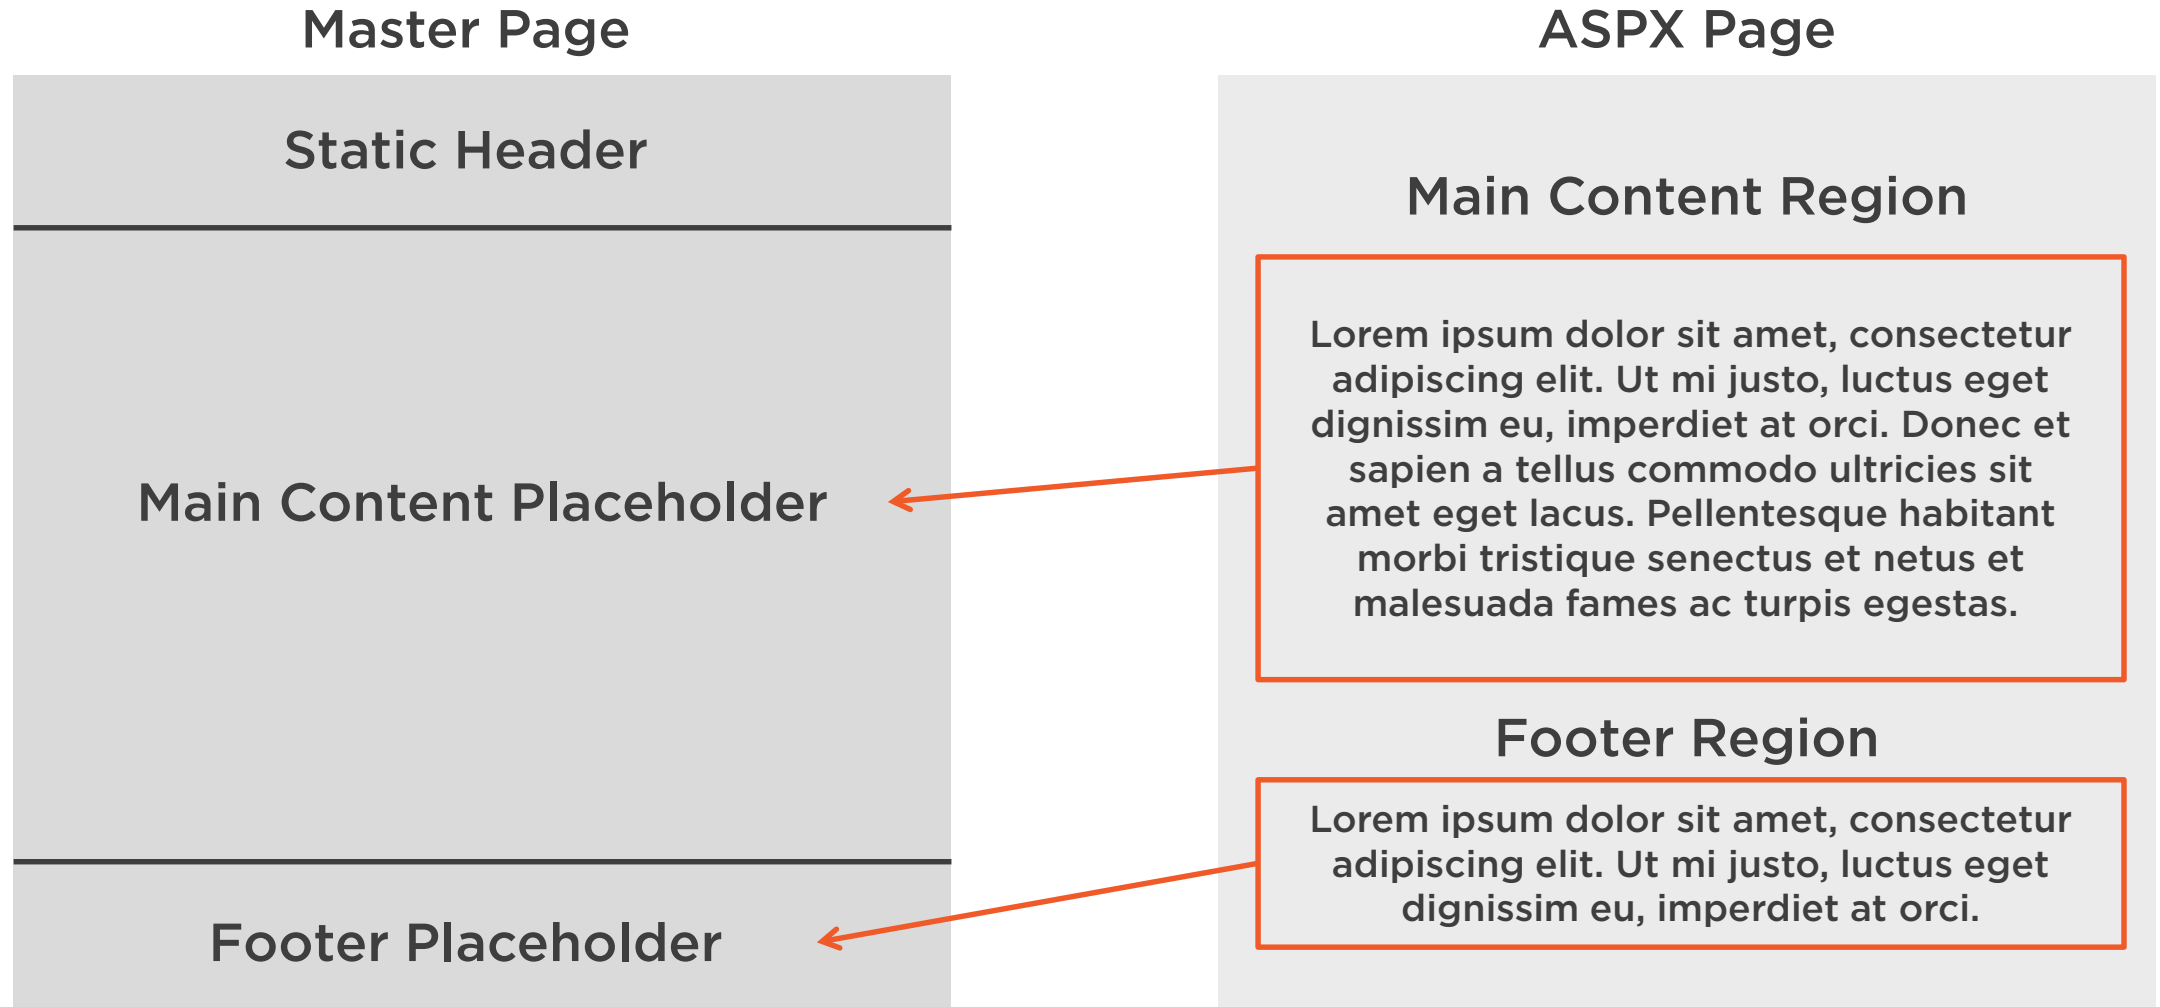 Master Page
Static Header
Main Content Placeholder
Footer Placeholder
ASPX Page
Main Content Region
Lorem ipsum dolor sit amet, consectetur
adipiscing elit. Ut mi justo, luctus eget
dignissim eu, imperdiet at orci. Donec et
sapien a tellus commodo ultricies sit
amet eget lacus. Pellentesque habitant
morbi tristique senectus et netus et
malesuada fames ac turpis egestas.
Footer Region
Lorem ipsum dolor sit amet, consectetur
adipiscing elit. Ut mi justo, luctus eget
dignissim eu, imperdiet at orci.